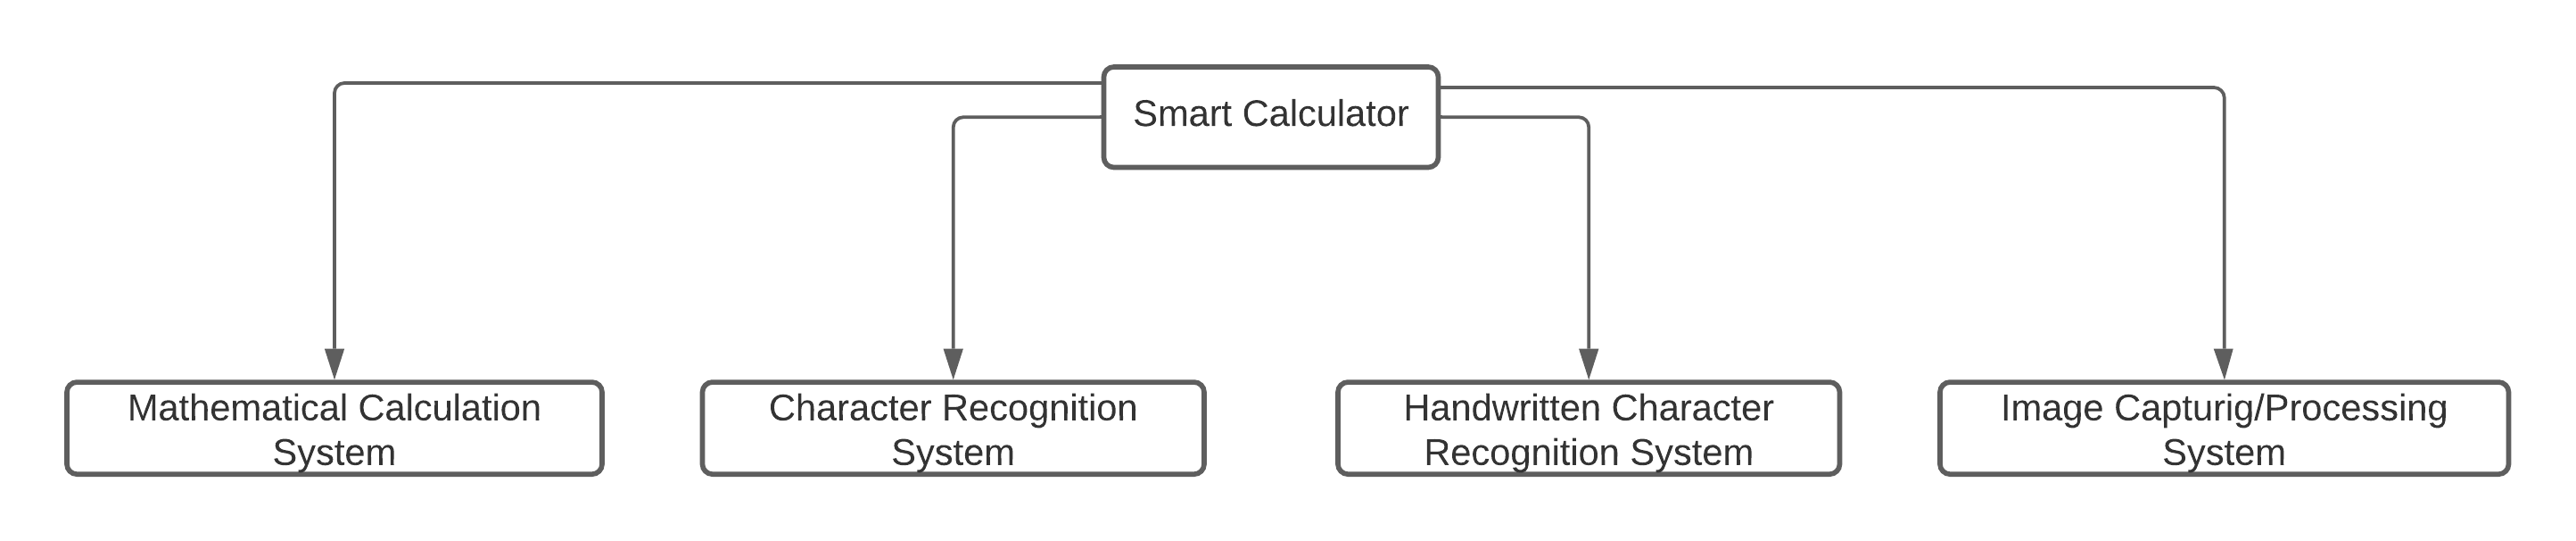 Smart Calculator
Mathematical Calculation
System
Character Recognition
System
Handwritten Character
Recognition System
Image Capturig/Processing
System